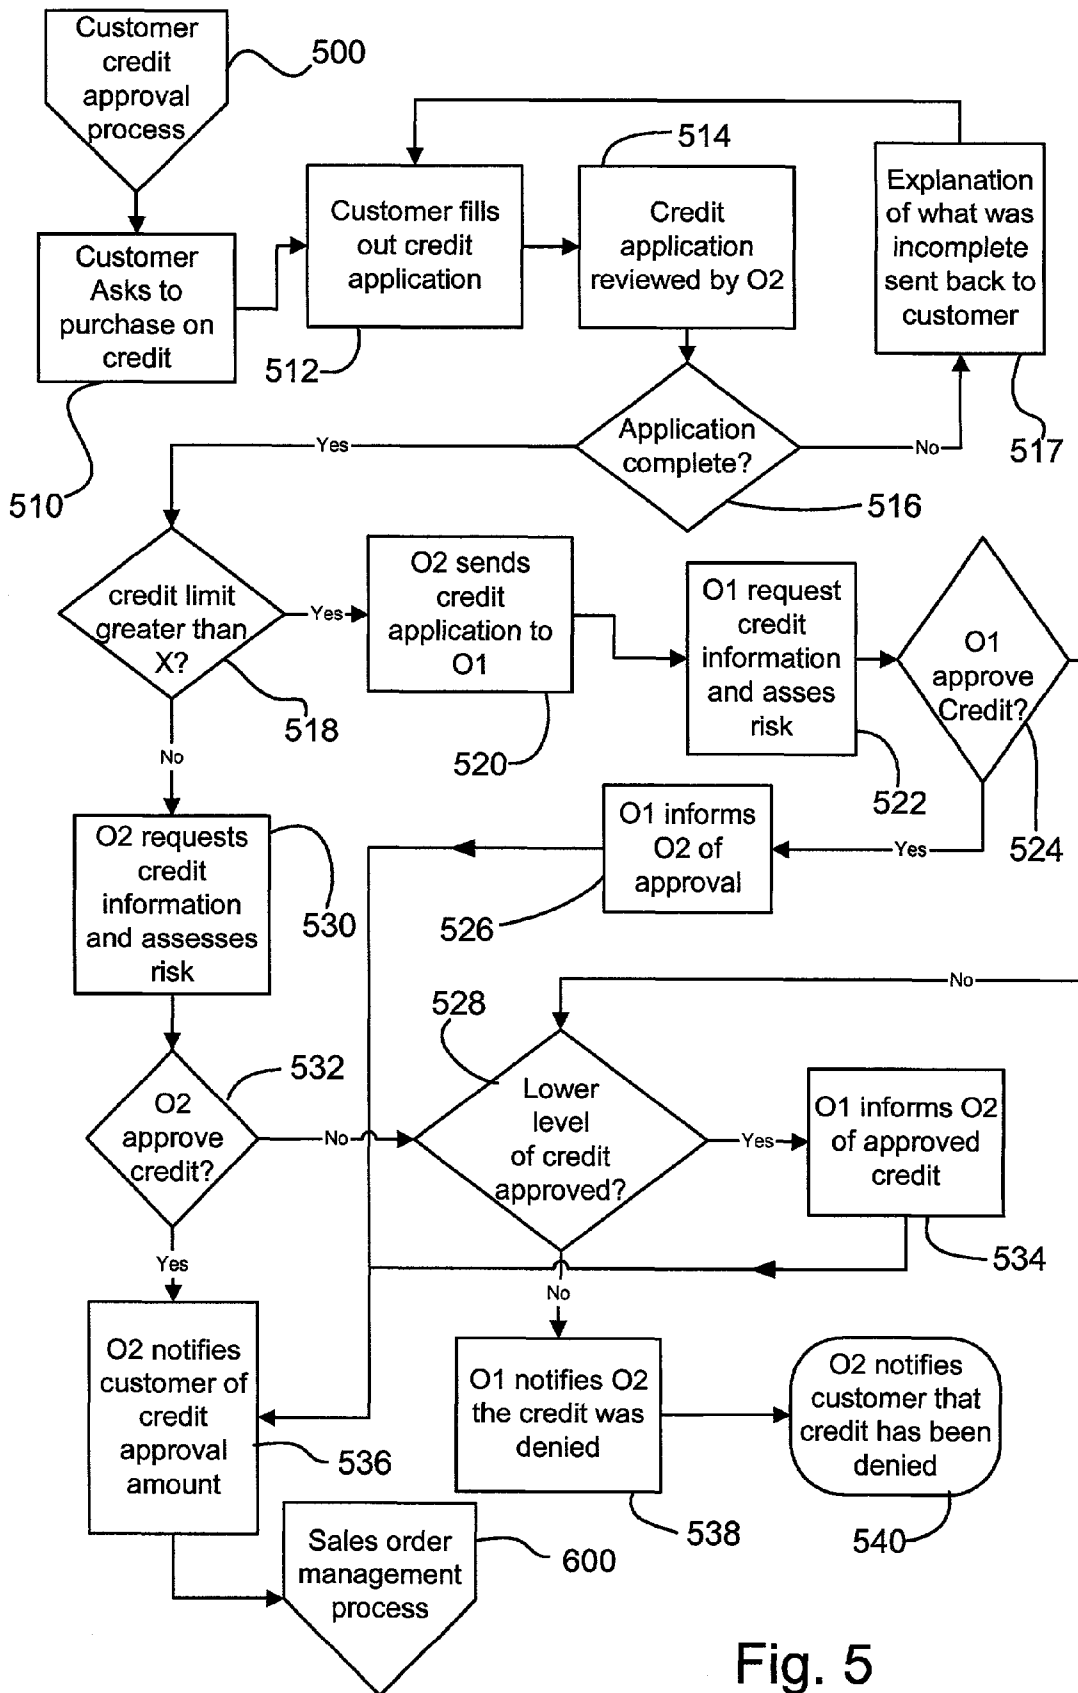 Customer
credit
approval
process
500
514
Customer fills
out credit
application
Credit
application
reviewed by O2
Explanation
of what was
incomplete
sent back to
customer
Customer
Asks to
purchase on
credit
512
517
510
Application
complete?
Yes
No
516
credit limit
greater than
X?
Yes
518
No
O2 sends
credit
application to
O1
520
O1 request
credit
information
and asses
risk
522
O1
approve
Credit?
524
Yes
O1 informs
O2 of
approval
526
O2 requests
credit
information
and assesses
risk
530
No
528
532
O2
approve
credit?
No
Lower
level
of credit
approved?
Yes
O1 informs O2
of approved
credit
534
Yes
No
O2 notifies
customer of
credit
approval
amount
536
O1 notifies O2
the credit was
denied
538
O2 notifies
customer that
credit has been
denied
540
Sales order
management
process
600
Fig. 5